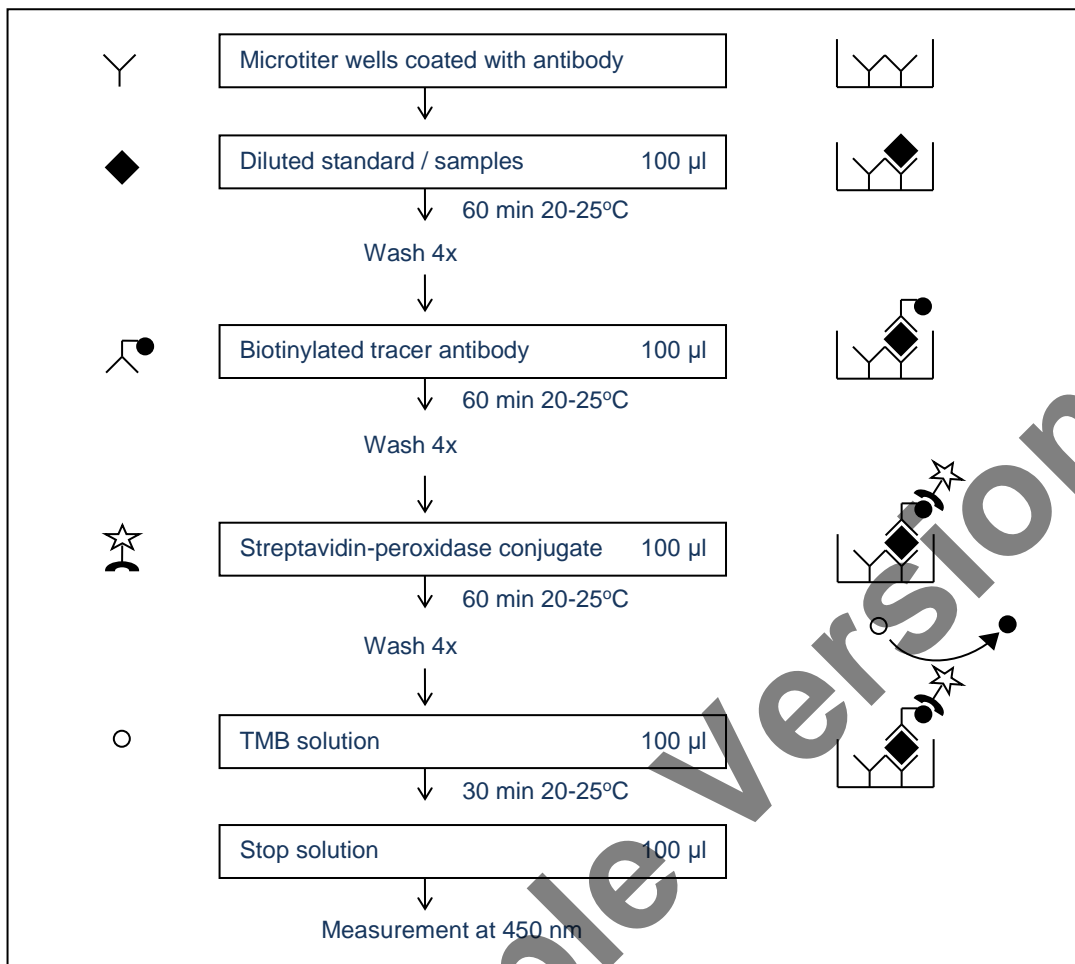 Microtiter wells coated with antibody
Diluted standard / samples 100 µl
60 min 20-25ºC
Wash 4x
Biotinylated tracer antibody 100 µl
60 min 20-25ºC
Wash 4x
Streptavidin-peroxidase conjugate 100 µl
60 min 20-25ºC
Wash 4x
TMB solution 100 µl
30 min 20-25ºC
Stop solution 100 µl
Measurement at 450 nm
Version